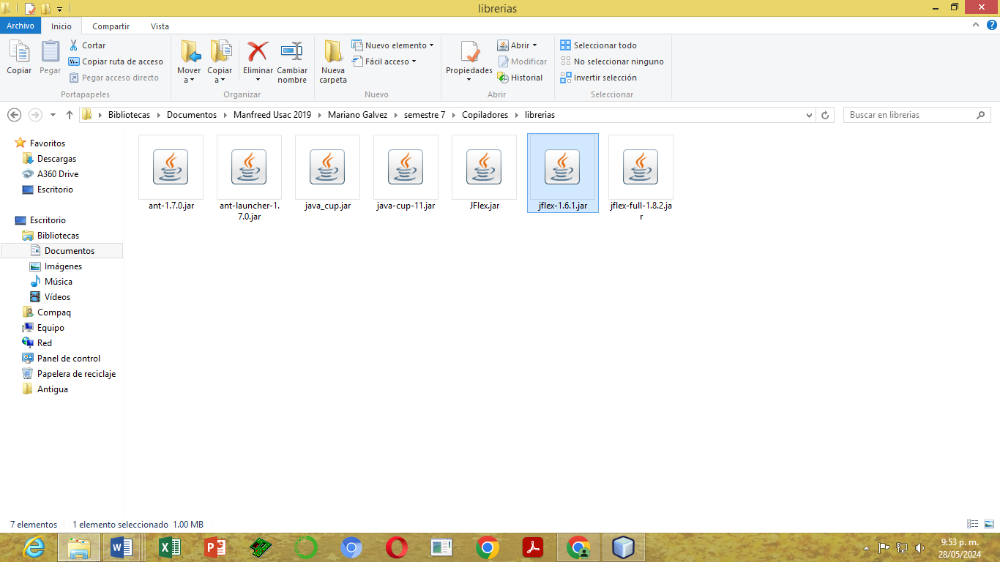 librerias
Archivo Inicio Compartir Vista
Copiar Pegar Cortar Copiar ruta de acceso Pegar acceso directo
Portapapeles
Mover a Copiar a Eliminar Cambiar nombre
Organizar
Nueva carpeta Nuevo elemento Fácil acceso
Nuevo
Propiedades Abrir Modificar Historial
Abrir
Seleccionar todo
No seleccionar ninguno
Invertir selección
Seleccionar
Bibliotecas Documentos Manfreed Usac 2019 Mariano Galvez semestre 7 Copiladores librerias
Buscar en librerias
Favoritos
Descargas
A360 Drive
Escritorio
Escritorio
Bibliotecas
Documentos
Imágenes
Música
Vídeos
Compaq
Equipo
Red
Panel de control
Papelera de reciclaje
Antigua
ant-1.7.0.jar
ant-launcher-1.
7.0.jar
java_cup.jar
java-cup-11.jar
JFlex.jar
jflex-1.6.1.jar
jflex-full-1.8.2.ja
r
7 elementos 1 elemento seleccionado 1.00 MB
9:53 p. m.
28/05/2024